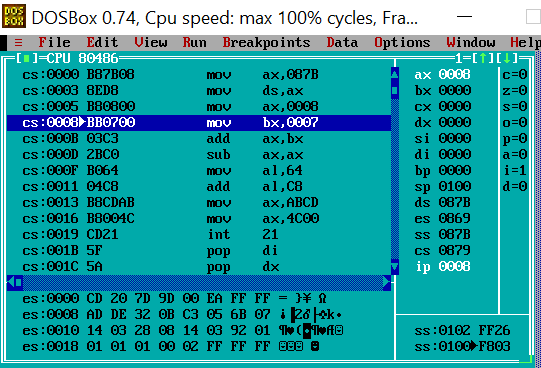 DOSBox 0.74, Cpu speed: max 100% cycles, Fra
≡ File Edit View Run Breakpoints Data Options Window Help
[■]=CPU 80486 1=[↑][↓]
cs:0000 B87B08 mov ax,087B ax 0008 c=0
cs:0003 8ED8 mov ds,ax bx 0000 z=0
cs:0005 B80800 mov ax,0008 cx 0000 s=0
cs:0008►BB0700 mov bx,0007 dx 0000 o=0
cs:000B 03C3 add ax,bx si 0000 p=0
cs:000D 2BC0 sub ax,ax di 0000 a=0
cs:000F B064 mov al,64 bp 0000 i=1
cs:0011 04C8 add al,C8 sp 0100 d=0
cs:0013 B8CDAB mov ax,ABCD ds 087B
cs:0016 B8004C mov ax,4C00 es 0869
cs:0019 CD21 int 21 ss 087B
cs:001B 5F pop di cs 0879
cs:001C 5A pop dx ip 0008
es:0000 CD 20 7D 9D 00 EA FF FF = }¥ Ω
es:0008 AD DE 32 0B C3 05 6B 07
es:0010 14 03 28 08 14 03 92 01 ss:0102 FF26
es:0018 01 01 01 00 02 FF FF FF ss:0100►F803